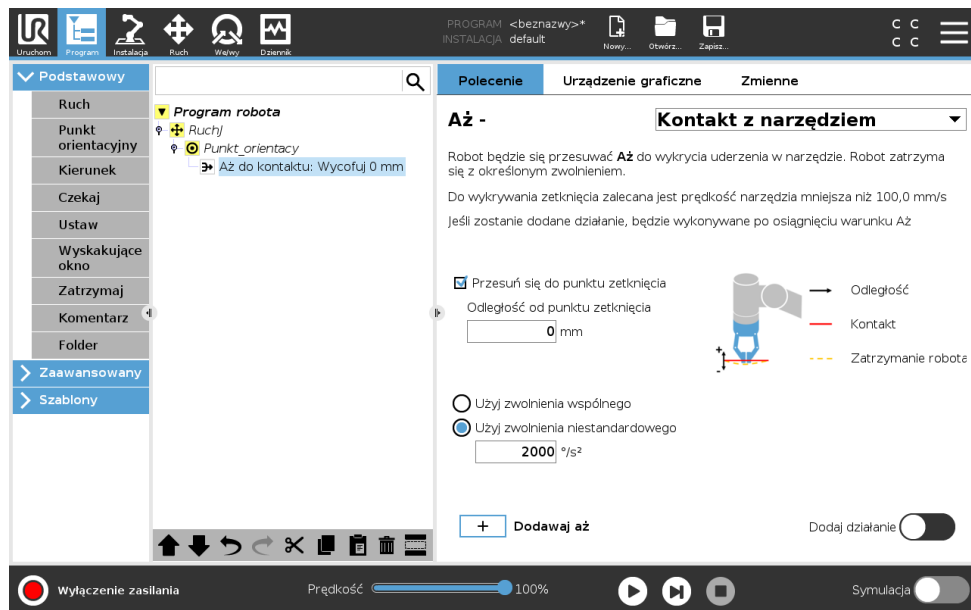 PROGRAM <beznazwy>*
INSTALACJA default
Uruchom
Program
Instalacja
Ruch
We/wy
Dziennik
Nowy...
Otwórz...
Zapisz...
C C
C C
Podstawowy
Ruch
Punkt
orientacyjny
Kierunek
Czekaj
Ustaw
Wyskakujące
okno
Zatrzymaj
Komentarz
Folder
Zaawansowany
Szablony
Program robota
RuchJ
Punkt_orientacy
Aż do kontaktu: Wycofuj 0 mm
Polecenie Urządzenie graficzne Zmienne
Aż - Kontakt z narzędziem
Robot będzie się przesuwać Aż do wykrycia uderzenia w narzędzie. Robot zatrzyma
się z określonym zwolnieniem.
Do wykrywania zetknięcia zalecana jest prędkość narzędzia mniejsza niż 100,0 mm/s
Jeśli zostanie dodane działanie, będzie wykonywane po osiągnięciu warunku Aż
Przesuń się do punktu zetknięcia
Odległość od punktu zetknięcia
0 mm
Odległość
Kontakt
Zatrzymanie robota
+
-
Użyj zwolnienia wspólnego
Użyj zwolnienia niestandardowego
2000 °/s²
+ Dodawaj aż
Dodaj działanie
Wyłączenie zasilania
Prędkość 100%
Symulacja